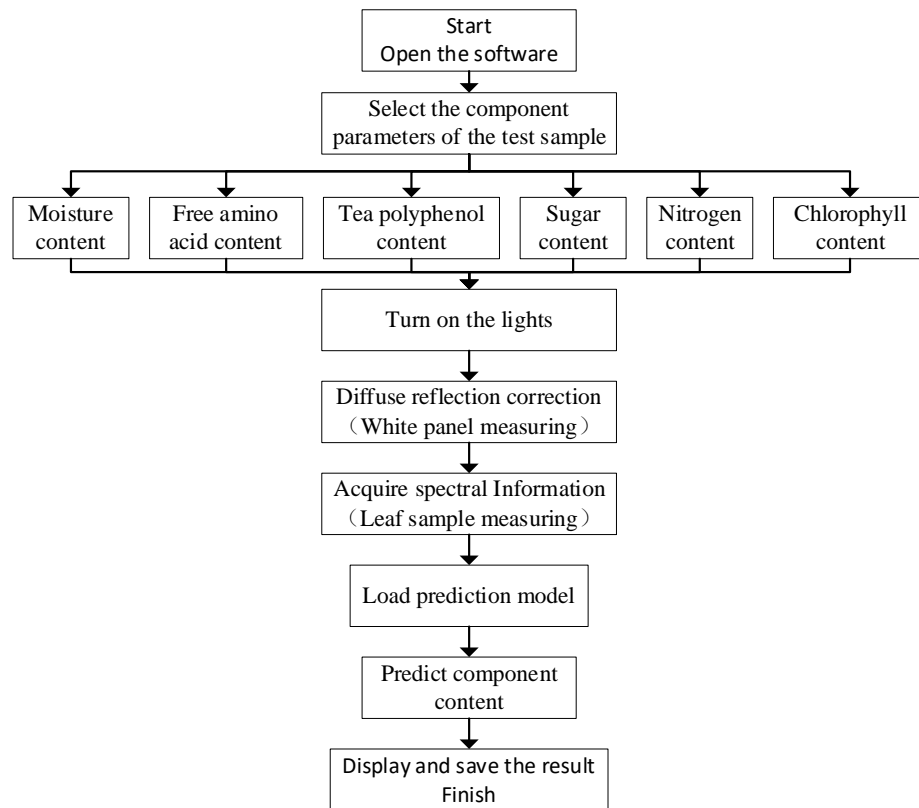 Start
Open the software
Select the component
parameters of the test sample
Moisture
content
Free amino
acid content
Tea polyphenol
content
Sugar
content
Nitrogen
content
Chlorophyll
content
Turn on the lights
Diffuse reflection correction
（White panel measuring）
Acquire spectral Information
（Leaf sample measuring）
Load prediction model
Predict component
content
Display and save the result
Finish